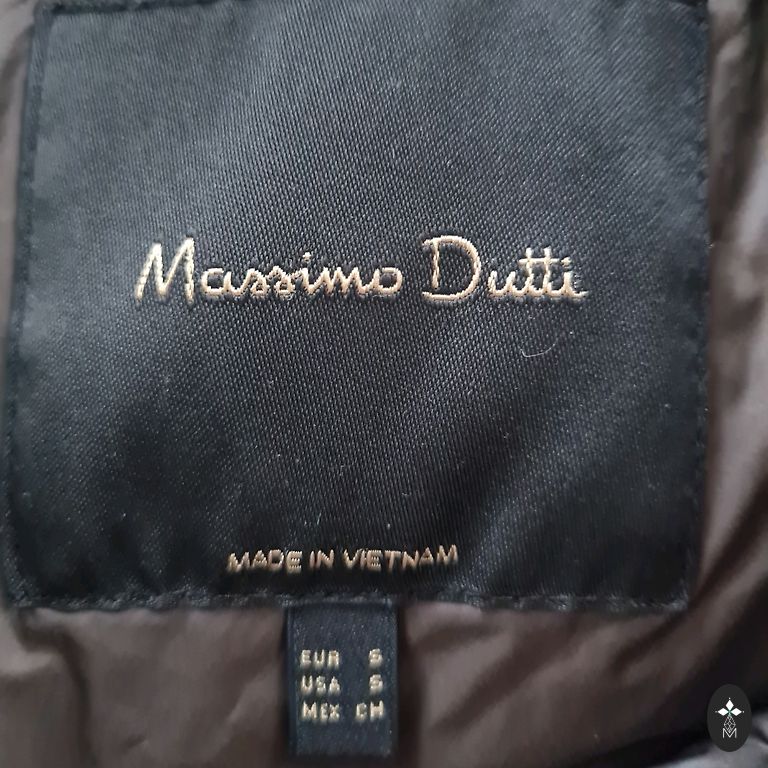 Massimo Dutti
MADE IN VIETNAM
EUR S
USA S
MEX CH
M